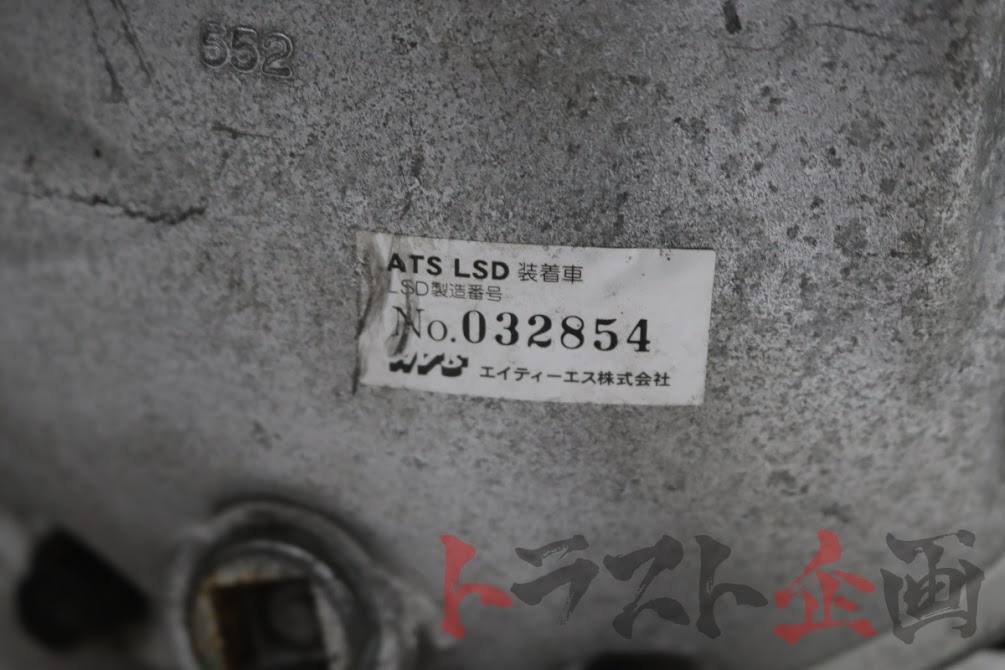 552
ATS LSD 装着車
LSD製造番号
No.032854
ATS エイティーエス株式会社
トラスト企画